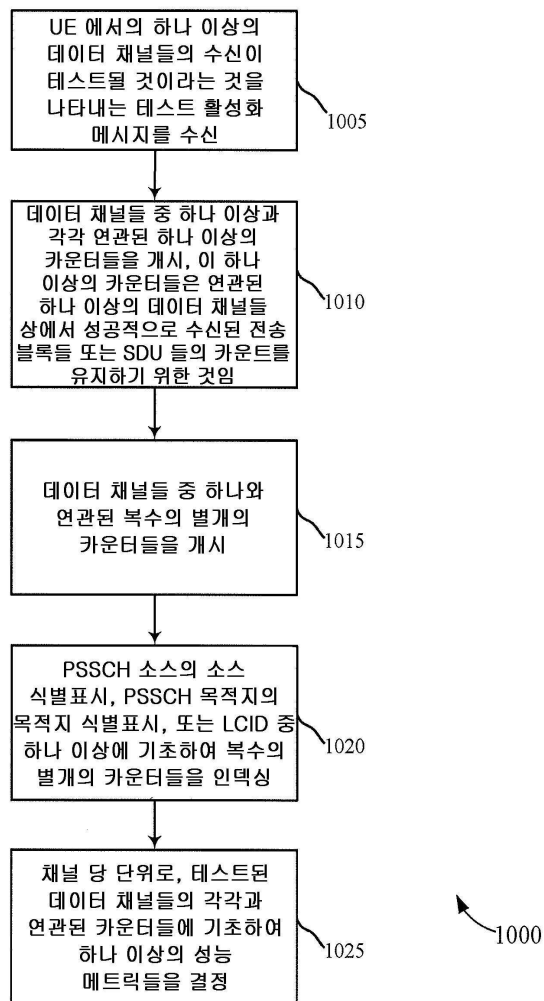 UE 에서의 하나 이상의
데이터 채널들의 수신이
테스트될 것이라는 것을
나타내는 테스트 활성화
메시지를 수신
1005
데이터 채널들 중 하나 이상과
각각 연관된 하나 이상의
카운터들을 개시, 이 하나
이상의 카운터들은 연관된
하나 이상의 데이터 채널들
상에서 성공적으로 수신된 전송
블록들 또는 SDU 들의 카운트를
유지하기 위한 것임
1010
데이터 채널들 중 하나와
연관된 복수의 별개의
카운터들을 개시
1015
PSSCH 소스의 소스
식별표시, PSSCH 목적지의
목적지 식별표시, 또는 LCID 중
하나 이상에 기초하여 복수의
별개의 카운터들을 인덱싱
1020
채널 당 단위로, 테스트된
데이터 채널들의 각각과
연관된 카운터들에 기초하여
하나 이상의 성능
메트릭들을 결정
1025
1000